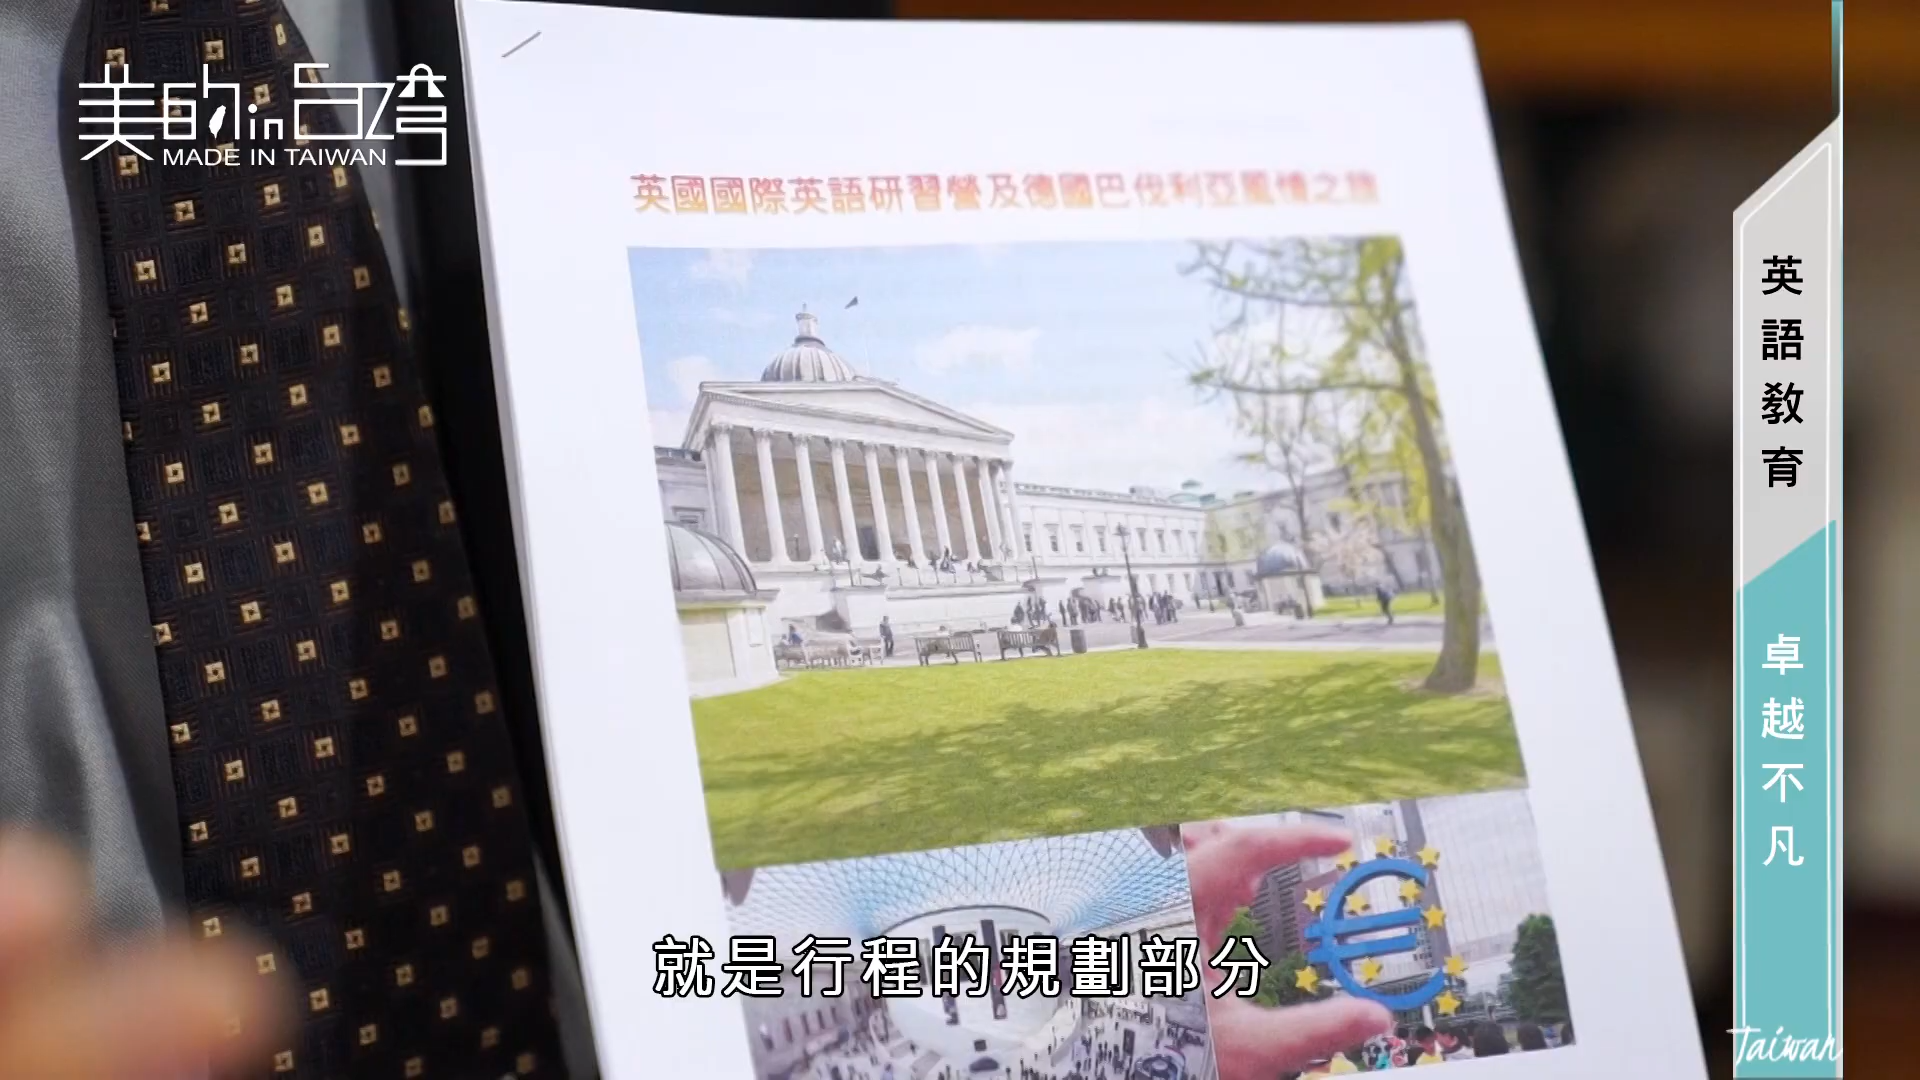 美的in台灣
MADE IN TAIWAN
英國國際英語研習營及德國巴伐利亞風情之旅
英語教育
卓越不凡
就是行程的規劃部分
Taiwan